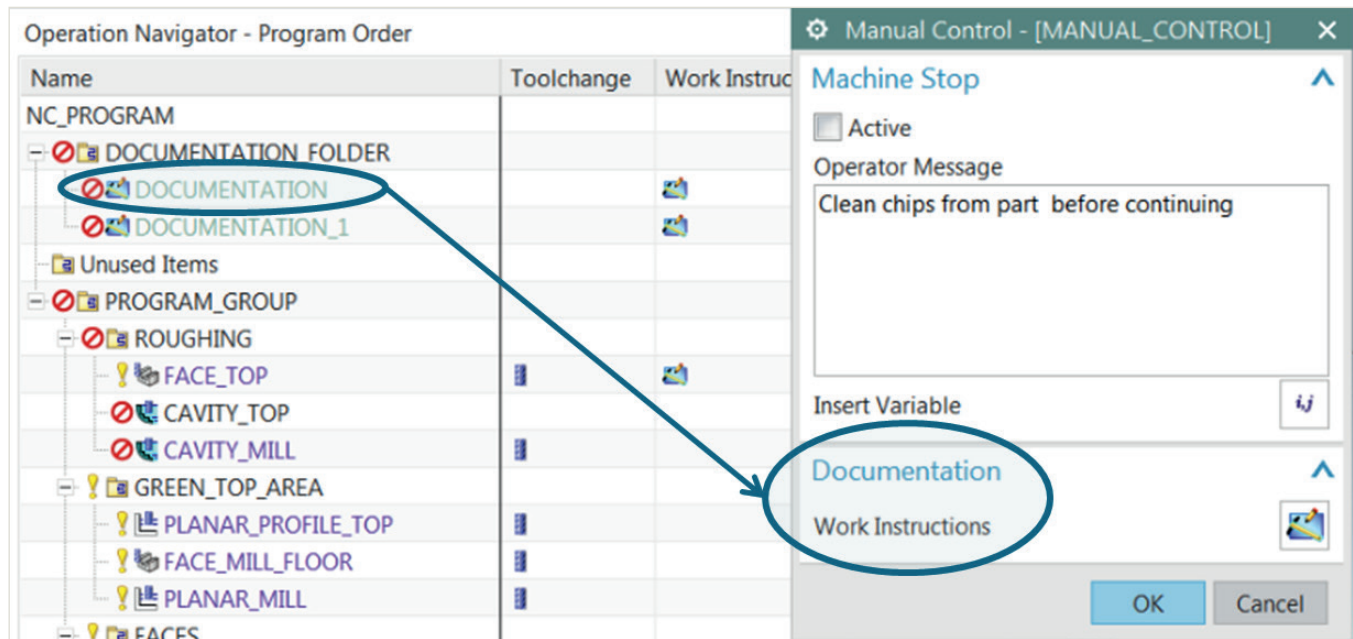 Operation Navigator - Program Order
Name Toolchange Work Instruc
NC_PROGRAM
DOCUMENTATION_FOLDER
DOCUMENTATION
DOCUMENTATION_1
Unused Items
PROGRAM_GROUP
ROUGHING
FACE_TOP
CAVITY_TOP
CAVITY_MILL
GREEN_TOP_AREA
PLANAR_PROFILE_TOP
FACE_MILL_FLOOR
PLANAR_MILL
FACES
Manual Control - [MANUAL_CONTROL]
Machine Stop
Active
Operator Message
Clean chips from part  before continuing
Insert Variable i,j
Documentation
Work Instructions
OK Cancel